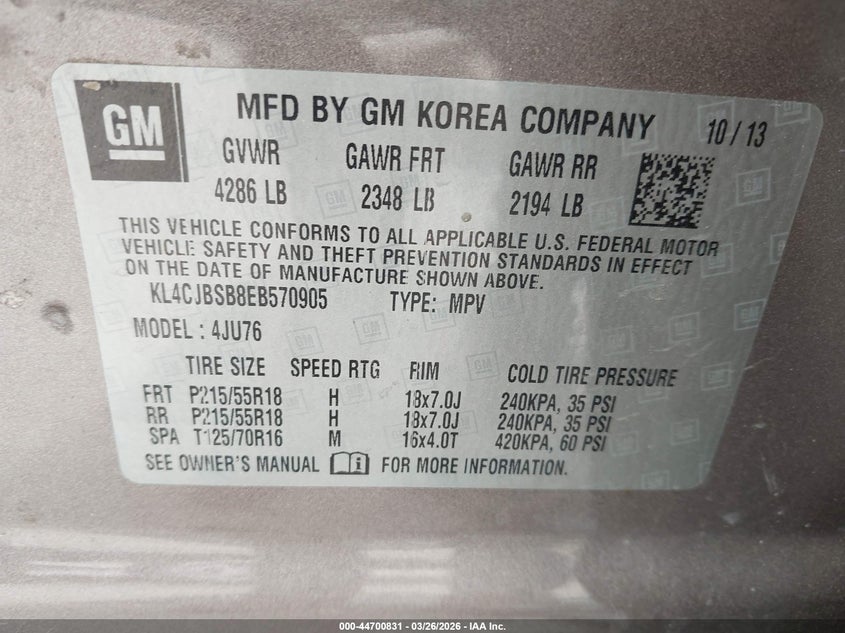 GM
MFD BY GM KOREA COMPANY 10 / 13
GVWR GAWR FRT GAWR RR
4286 LB 2348 LB 2194 LB
THIS VEHICLE CONFORMS TO ALL APPLICABLE U.S. FEDERAL MOTOR
VEHICLE SAFETY AND THEFT PREVENTION STANDARDS IN EFFECT
ON THE DATE OF MANUFACTURE SHOWN ABOVE.
KL4CJBSB8EB570905 TYPE: MPV
MODEL : 4JU76
TIRE SIZE SPEED RTG RIM COLD TIRE PRESSURE
FRT P215/55R18 H 18x7.0J 240KPA, 35 PSI
RR P215/55R18 H 18x7.0J 240KPA, 35 PSI
SPA T125/70R16 M 16x4.0T 420KPA, 60 PSI
SEE OWNER'S MANUAL FOR MORE INFORMATION.
000-44700831 - 03/26/2026 - IAA Inc.